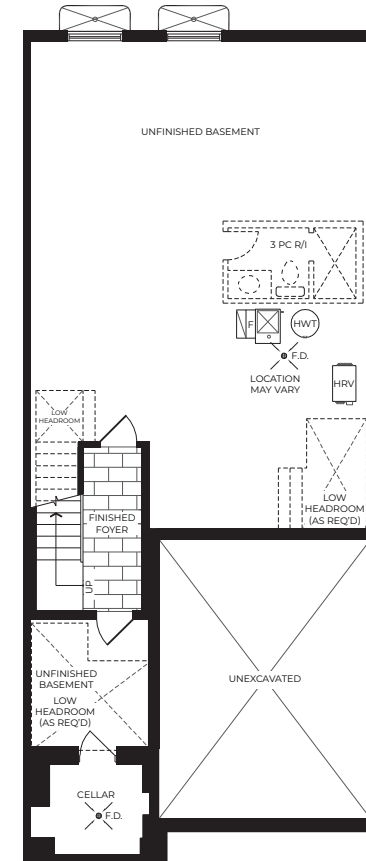 UNFINISHED BASEMENT
3 PC R/I
F
HWT
F.D.
LOCATION
MAY VARY
HRV
LOW
HEADROOM
LOW
HEADROOM
(AS REQ'D)
FINISHED
FOYER
UP
UNFINISHED
BASEMENT
LOW
HEADROOM
(AS REQ'D)
UNEXCAVATED
CELLAR
F.D.